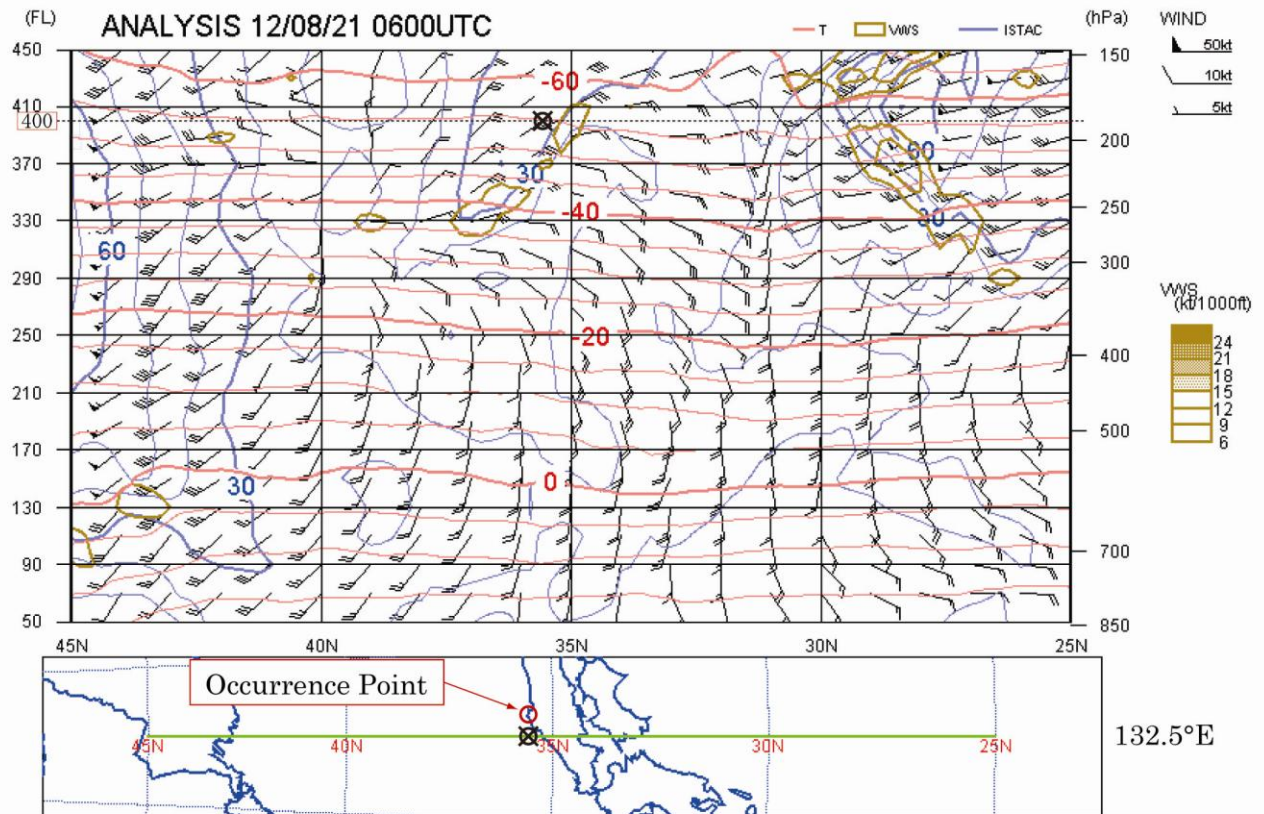 (FL) ANALYSIS 12/08/21 0600UTC
T VWS ISTAC
(hPa)
WIND
50kt
10kt
5kt
450
410
400
370
330
290
250
210
170
130
90
50
-60
-40
-20
0
60
30
30
60
30
150
200
250
300
400
500
700
850
VWS
(kt/1000ft)
24
21
18
15
12
9
6
45N 40N 35N 30N 25N
Occurrence Point
45N 40N 35N 30N 25N
132.5°E